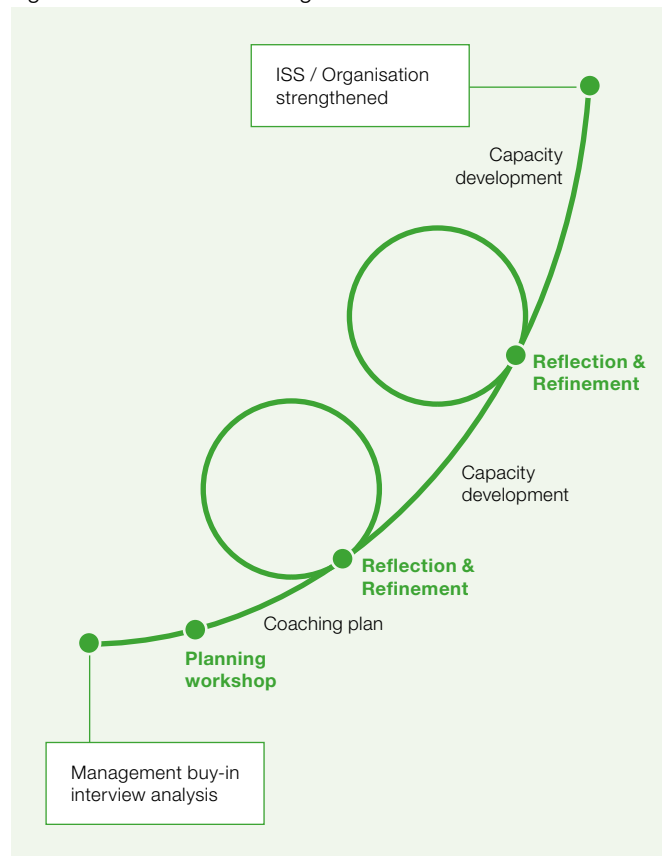 ISS / Organisation
strengthened
Capacity
development
Reflection &
Refinement
Capacity
development
Reflection &
Refinement
Coaching plan
Planning
workshop
Management buy-in
interview analysis